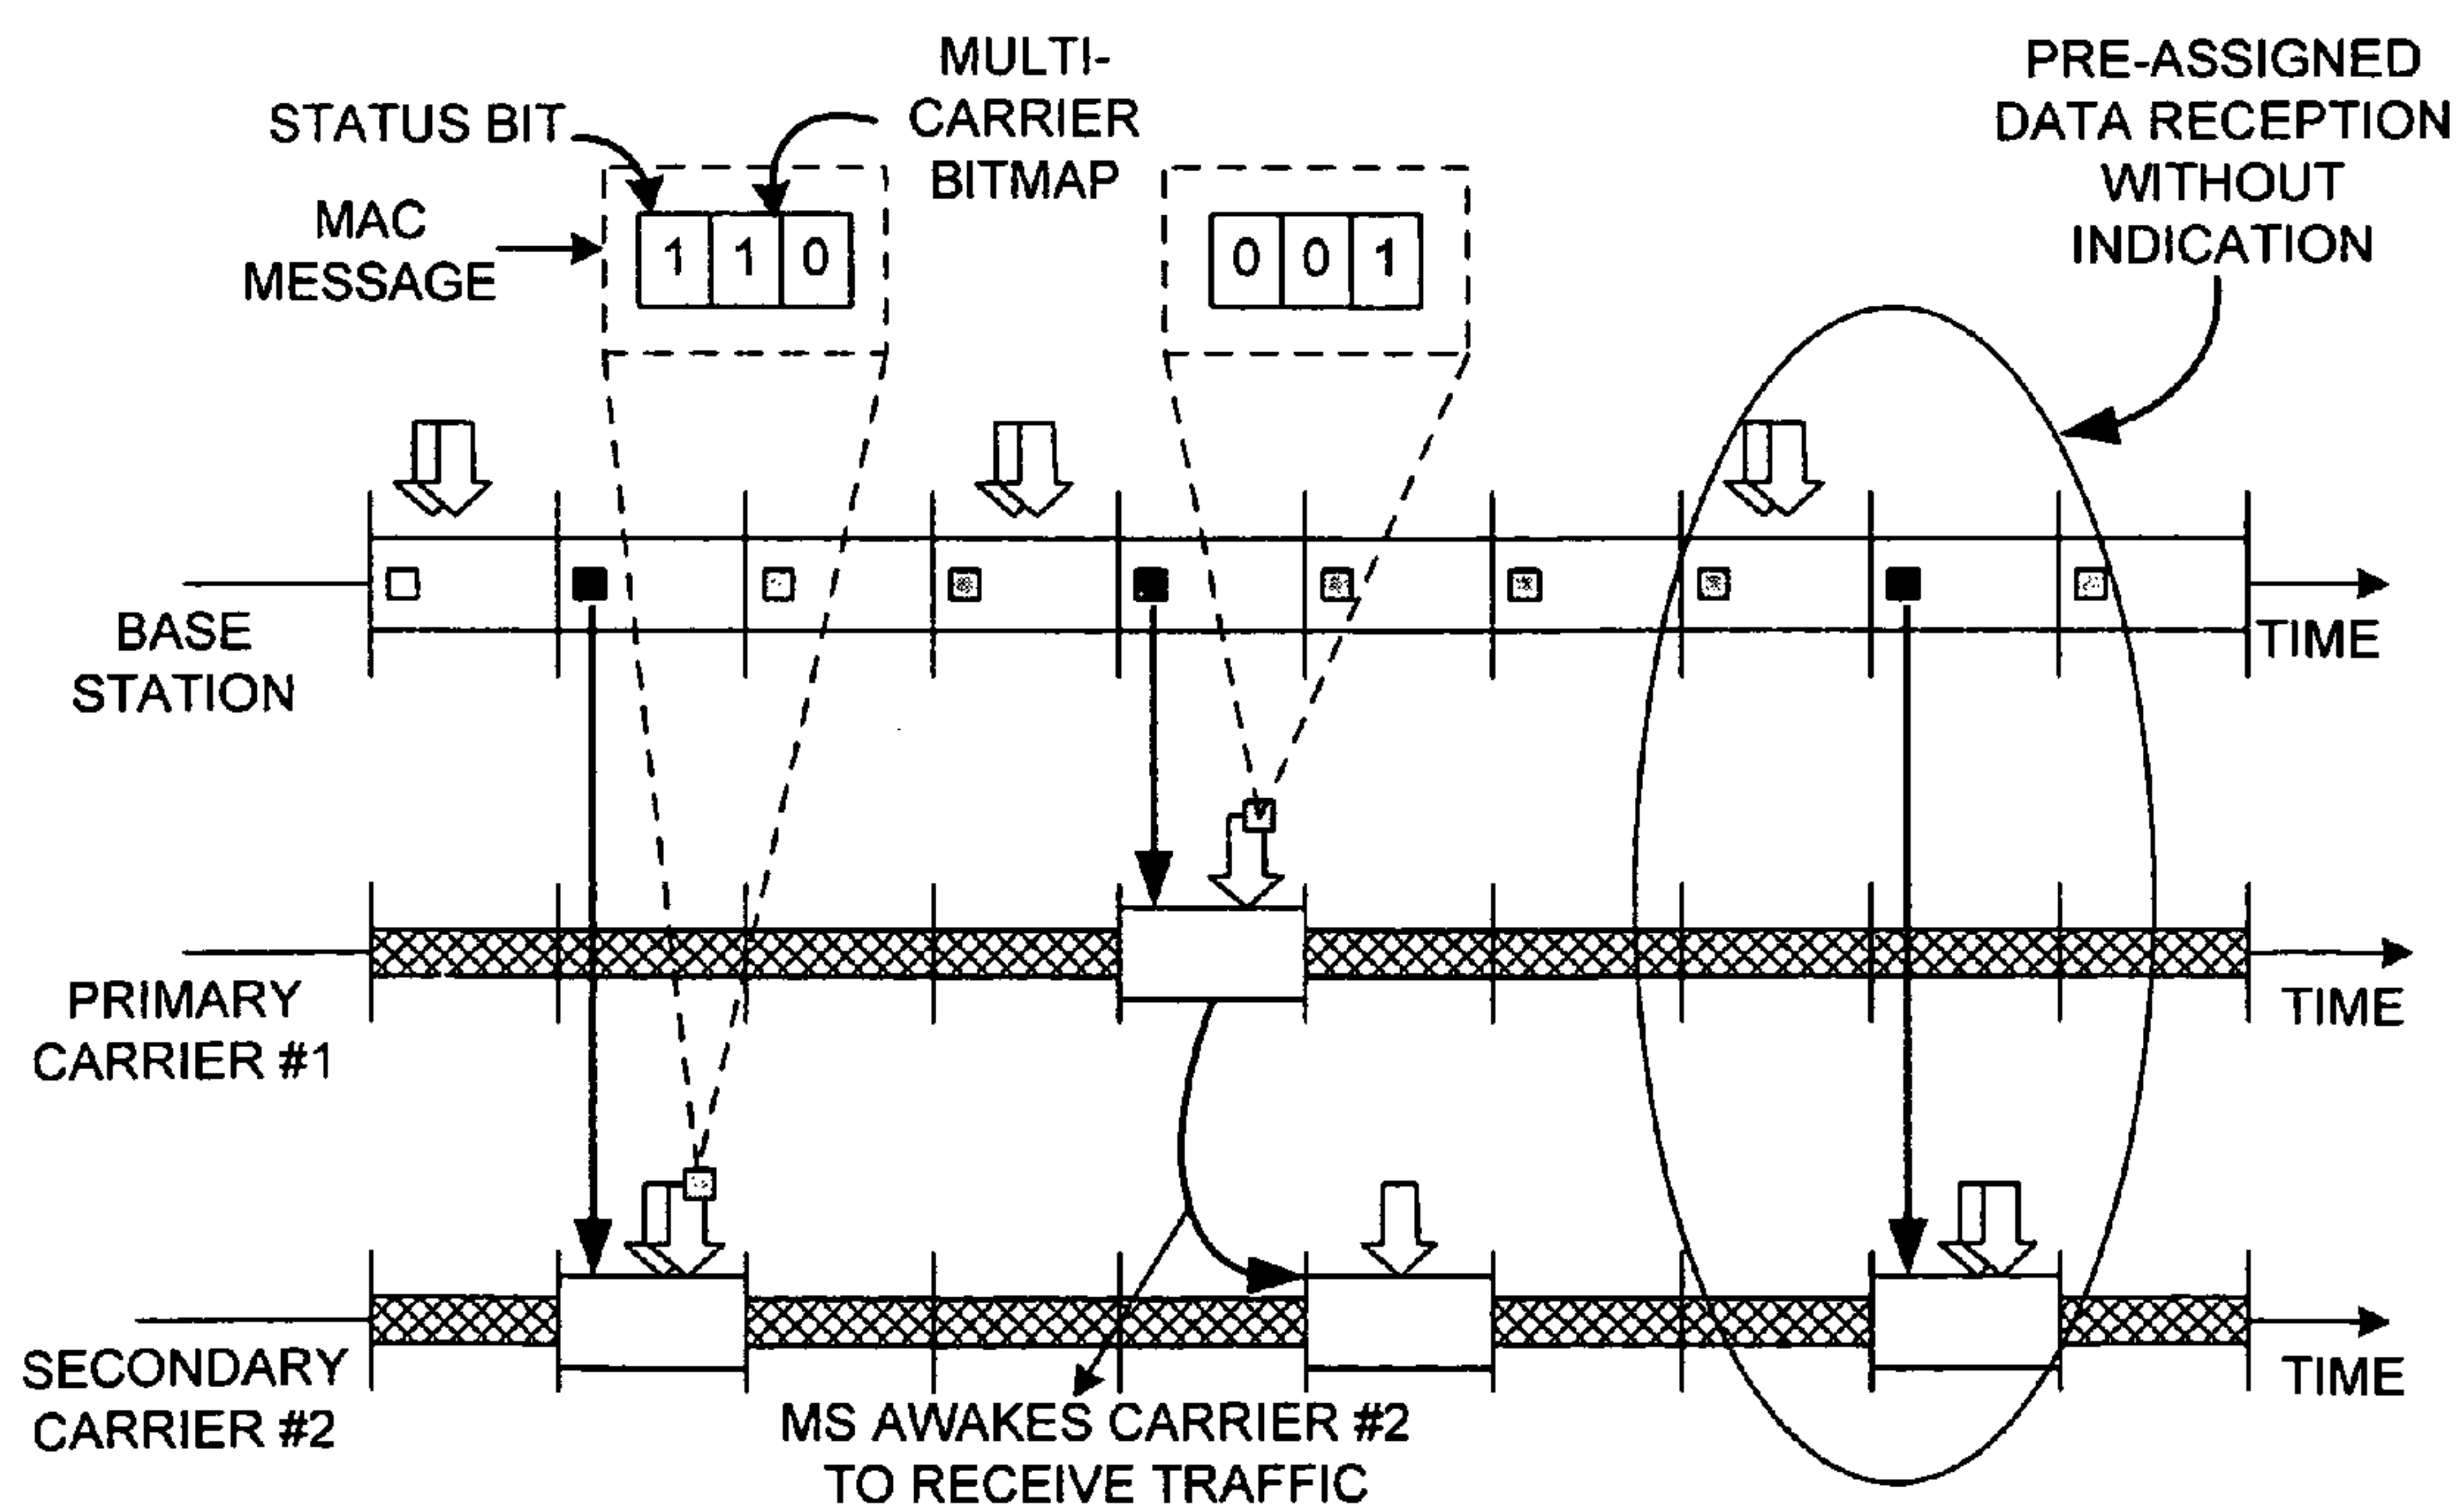 MULTI-
CARRIER
BITMAP
STATUS BIT
MAC
MESSAGE
1 1 0
0 0 1
PRE-ASSIGNED
DATA RECEPTION
WITHOUT
INDICATION
BASE
STATION
TIME
PRIMARY
CARRIER #1
TIME
SECONDARY
CARRIER #2
TIME
MS AWAKES CARRIER #2
TO RECEIVE TRAFFIC